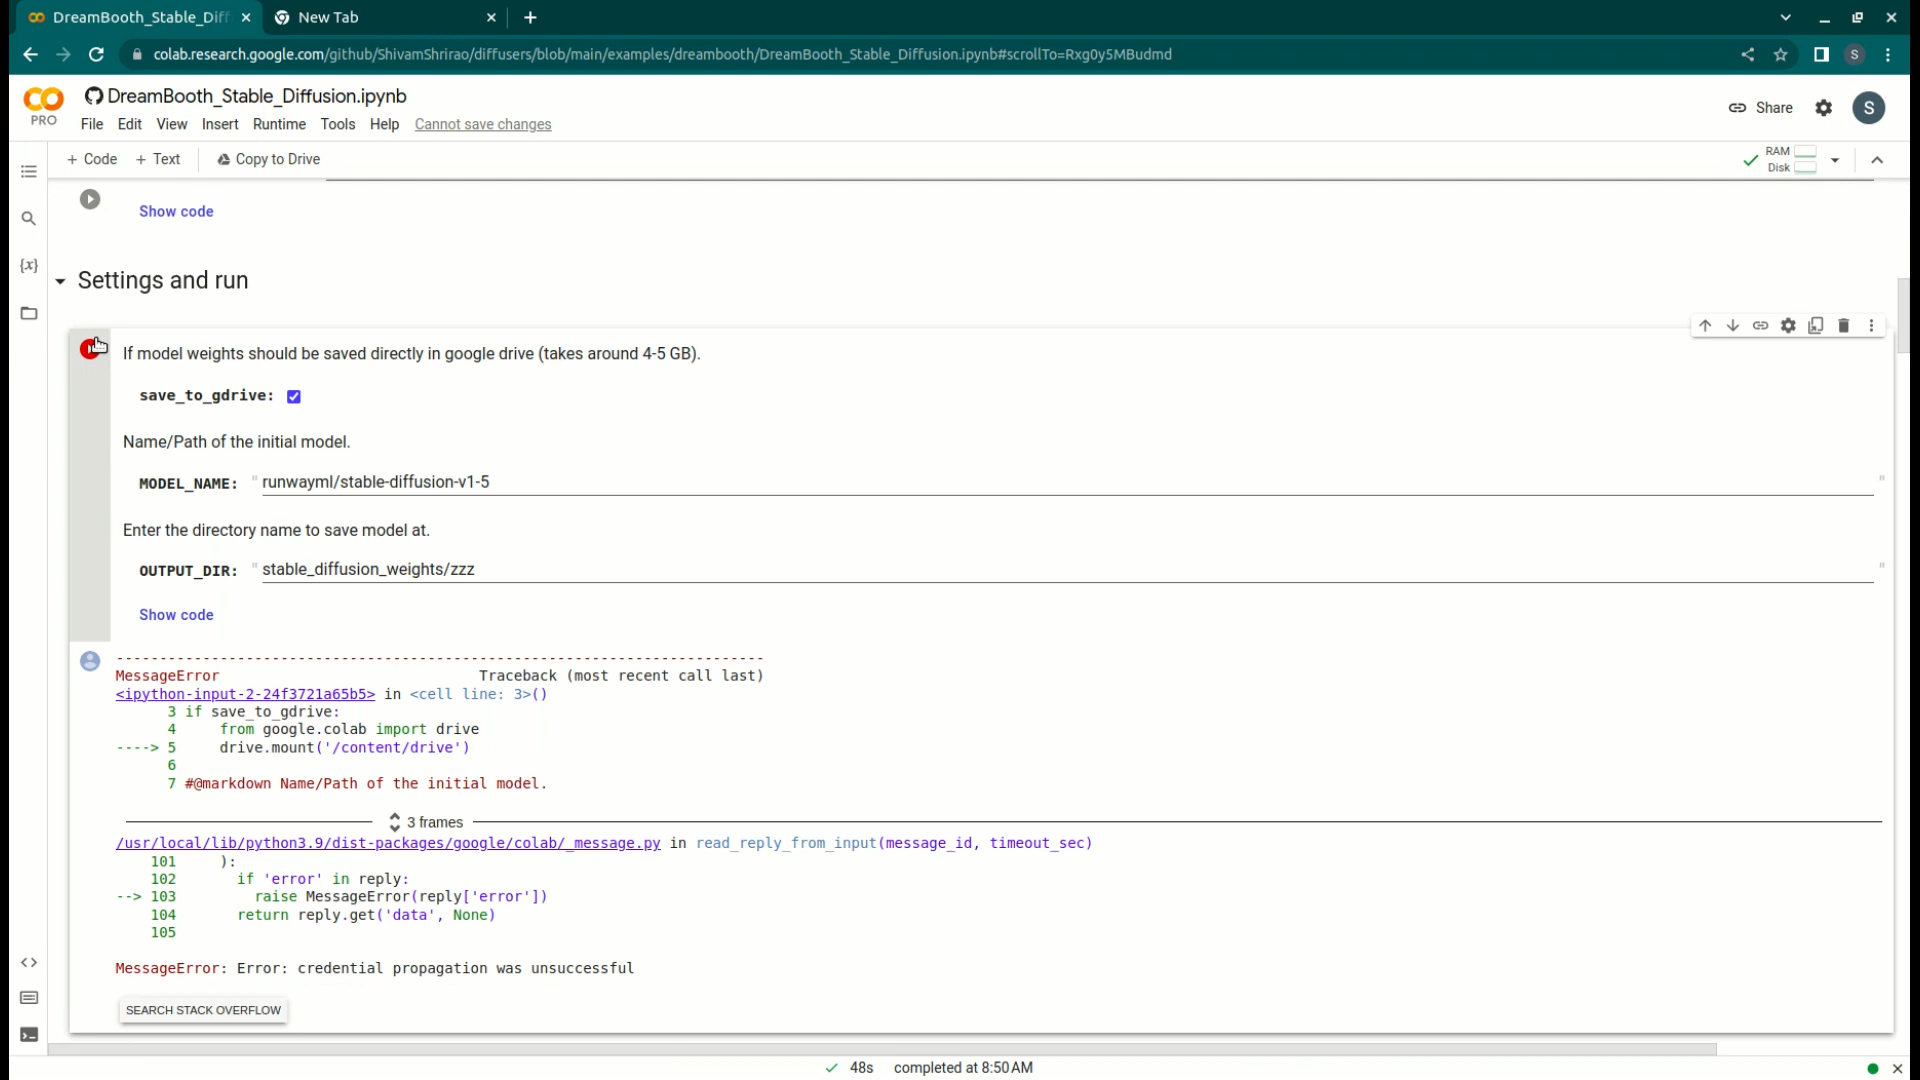 DreamBooth_Stable_Diff
New Tab
colab.research.google.com/github/ShivamShrirao/diffusers/blob/main/examples/dreambooth/DreamBooth_Stable_Diffusion.ipynb#scrollTo=Rxg0y5MBudmd
S
PRO
DreamBooth_Stable_Diffusion.ipynb
File Edit View Insert Runtime Tools Help Cannot save changes
Share
S
+ Code + Text Copy to Drive
RAM
Disk
Show code
Settings and run
If model weights should be saved directly in google drive (takes around 4-5 GB).
save_to_gdrive:
Name/Path of the initial model.
MODEL_NAME: " runwayml/stable-diffusion-v1-5 "
Enter the directory name to save model at.
OUTPUT_DIR: " stable_diffusion_weights/zzz "
Show code
---------------------------------------------------------------------------
MessageError Traceback (most recent call last)
<ipython-input-2-24f3721a65b5> in <cell line: 3>()
3 if save_to_gdrive:
4 from google.colab import drive
----> 5 drive.mount('/content/drive')
6
7 #@markdown Name/Path of the initial model.
3 frames
/usr/local/lib/python3.9/dist-packages/google/colab/_message.py in read_reply_from_input(message_id, timeout_sec)
101 ):
102 if 'error' in reply:
--> 103 raise MessageError(reply['error'])
104 return reply.get('data', None)
105
MessageError: Error: credential propagation was unsuccessful
SEARCH STACK OVERFLOW
48s completed at 8:50 AM